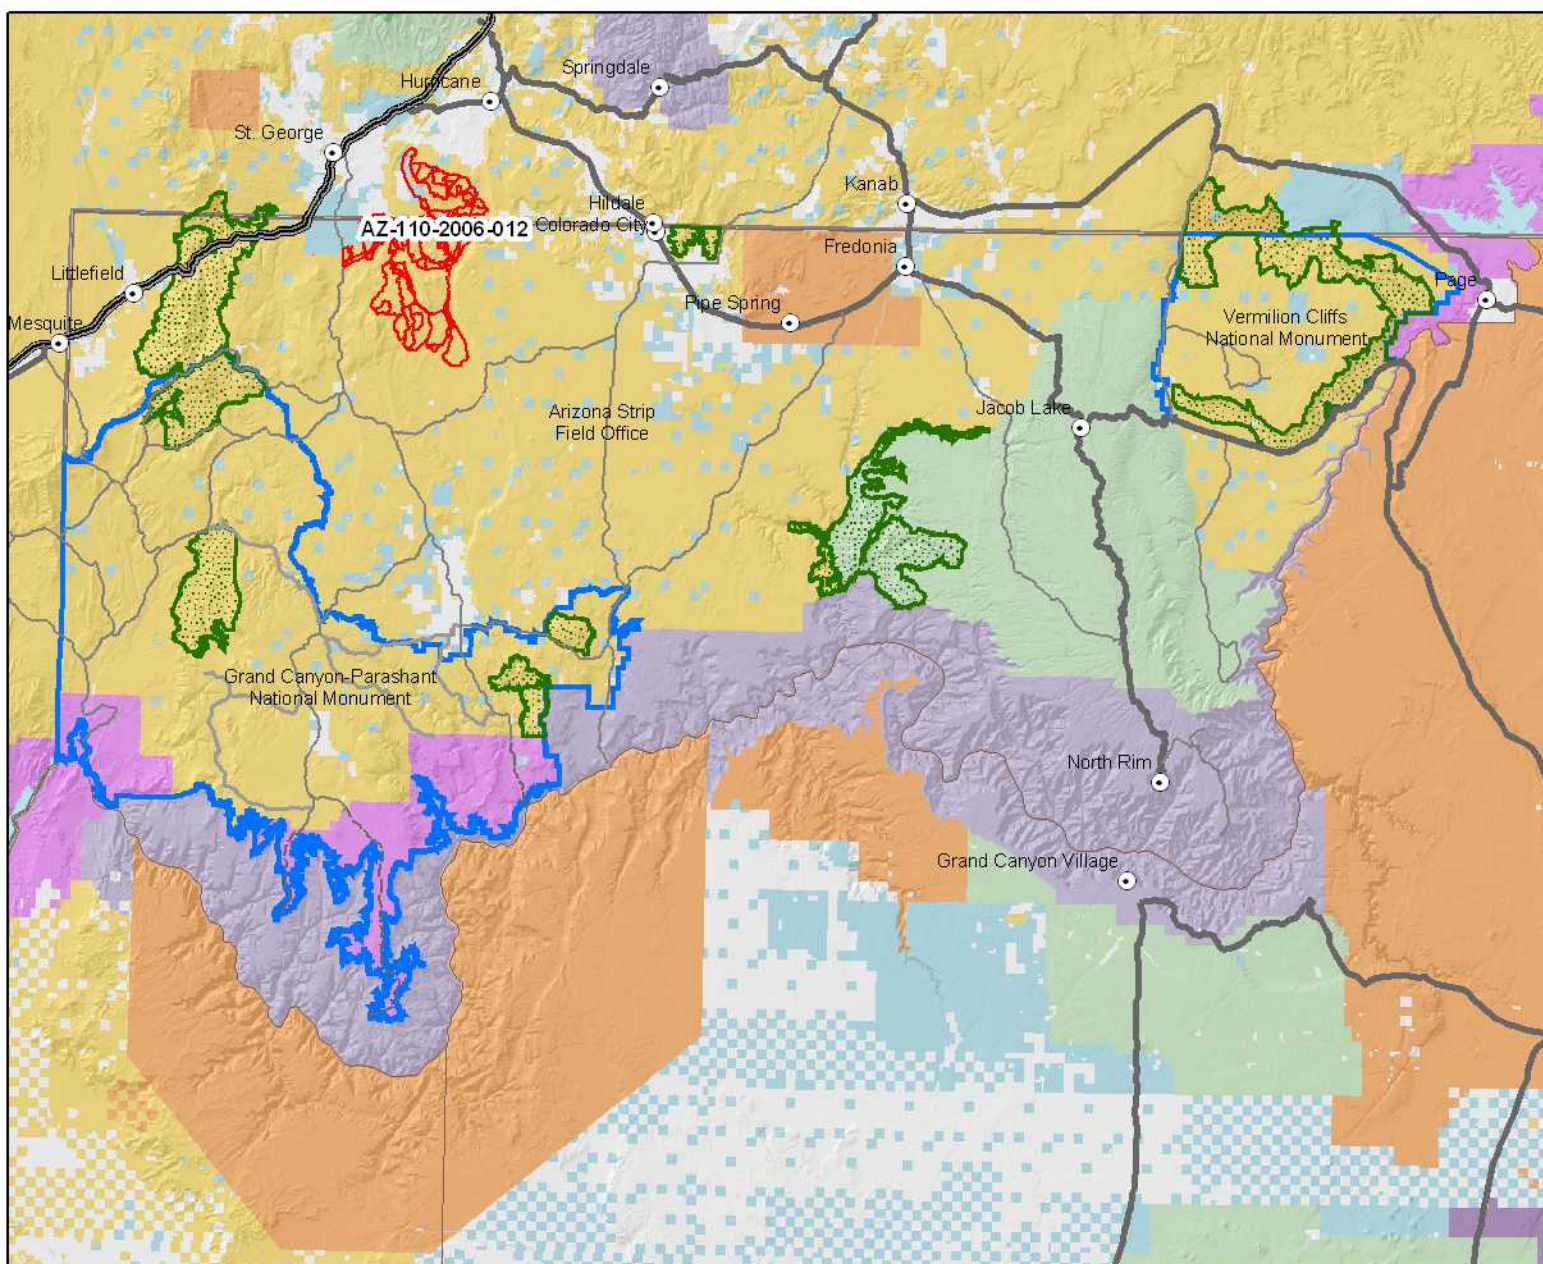 Springdale
Hurricane
St. George
Kanab
Hildale
AZ-110-2006-012
Colorado City
Fredonia
Littlefield
Page
Pipe Spring
Mesquite
Vermilion Cliffs
National Monument
Jacob Lake
Arizona Strip
Field Office
Grand Canyon-Parashant
National Monument
North Rim
Grand Canyon Village